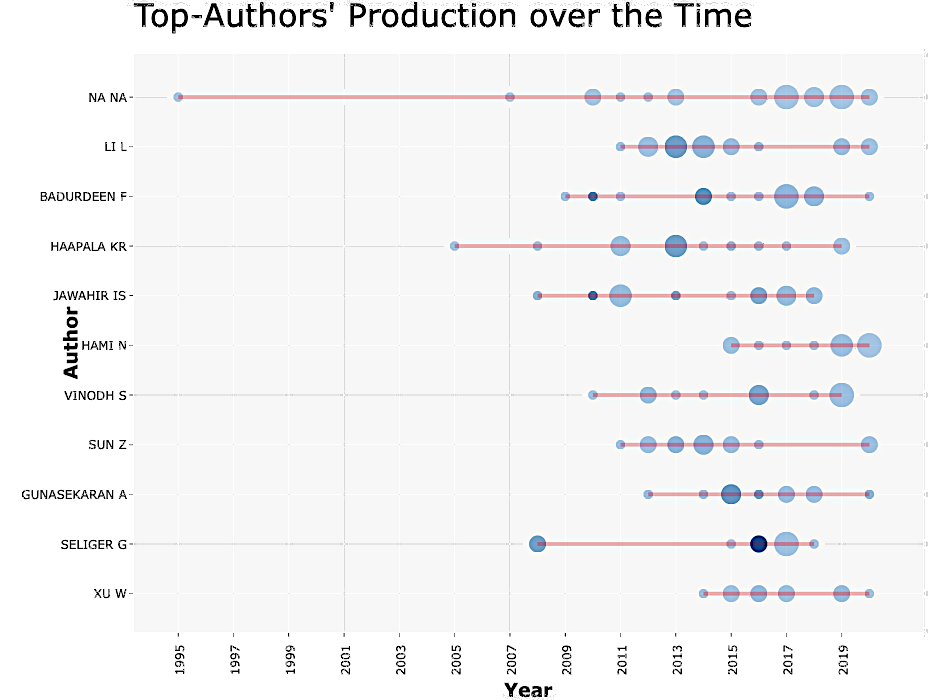 Top-Authors' Production over the Time
NA NA
LI L
BADURDEEN F
HAAPALA KR
JAWAHIR IS
HAMI N
VINODH S
SUN Z
GUNASEKARAN A
SELIGER G
XU W
Author
1995
1997
1999
2001
2003
2005
2007
2009
2011
2013
2015
2017
2019
Year